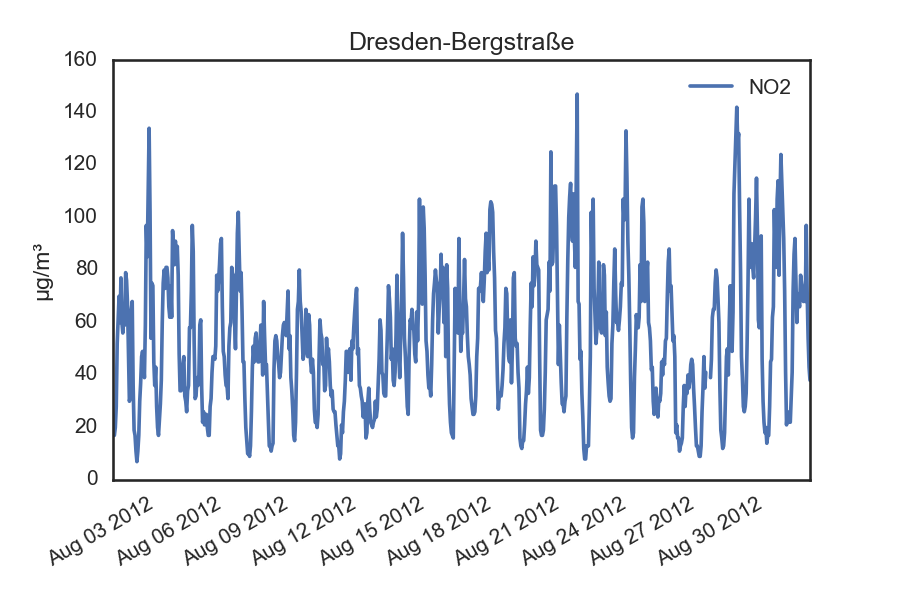 Dresden-Bergstraße
160
140
120
100
80
60
40
20
0
µg/m³
NO2
Aug 03 2012
Aug 06 2012
Aug 09 2012
Aug 12 2012
Aug 15 2012
Aug 18 2012
Aug 21 2012
Aug 24 2012
Aug 27 2012
Aug 30 2012